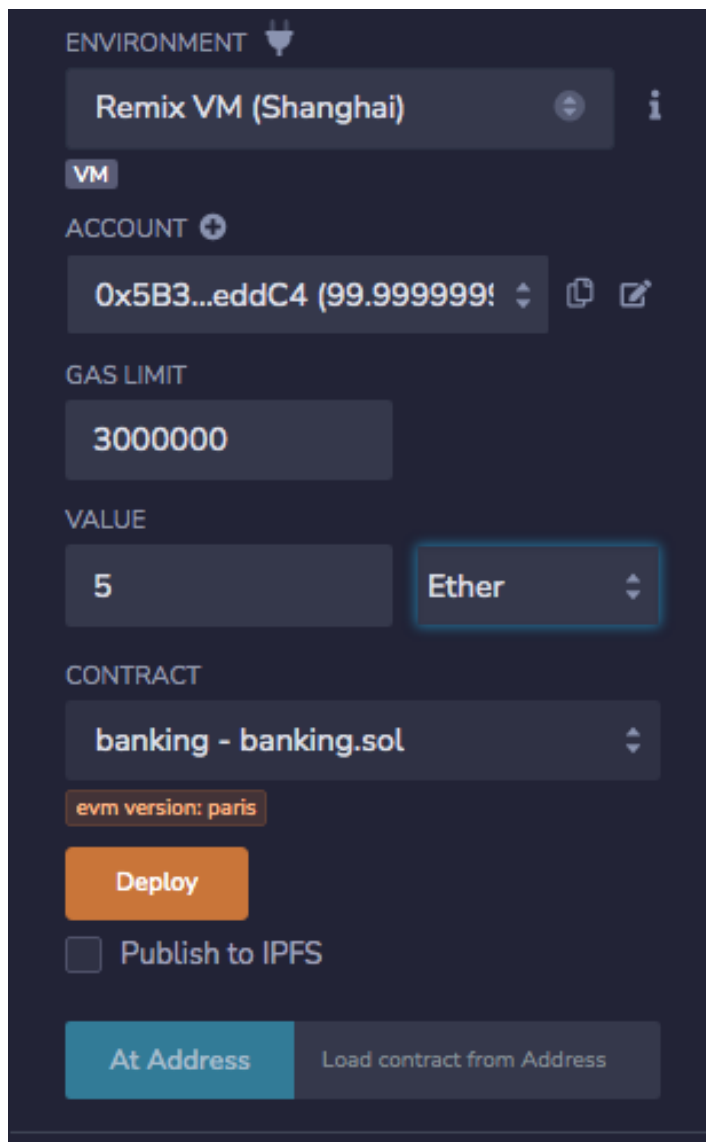 ENVIRONMENT
Remix VM (Shanghai)
VM
ACCOUNT
0x5B3...eddC4 (99.9999999
GAS LIMIT
3000000
VALUE
5 Ether
CONTRACT
banking - banking.sol
evm version: paris
Deploy
Publish to IPFS
At Address Load contract from Address